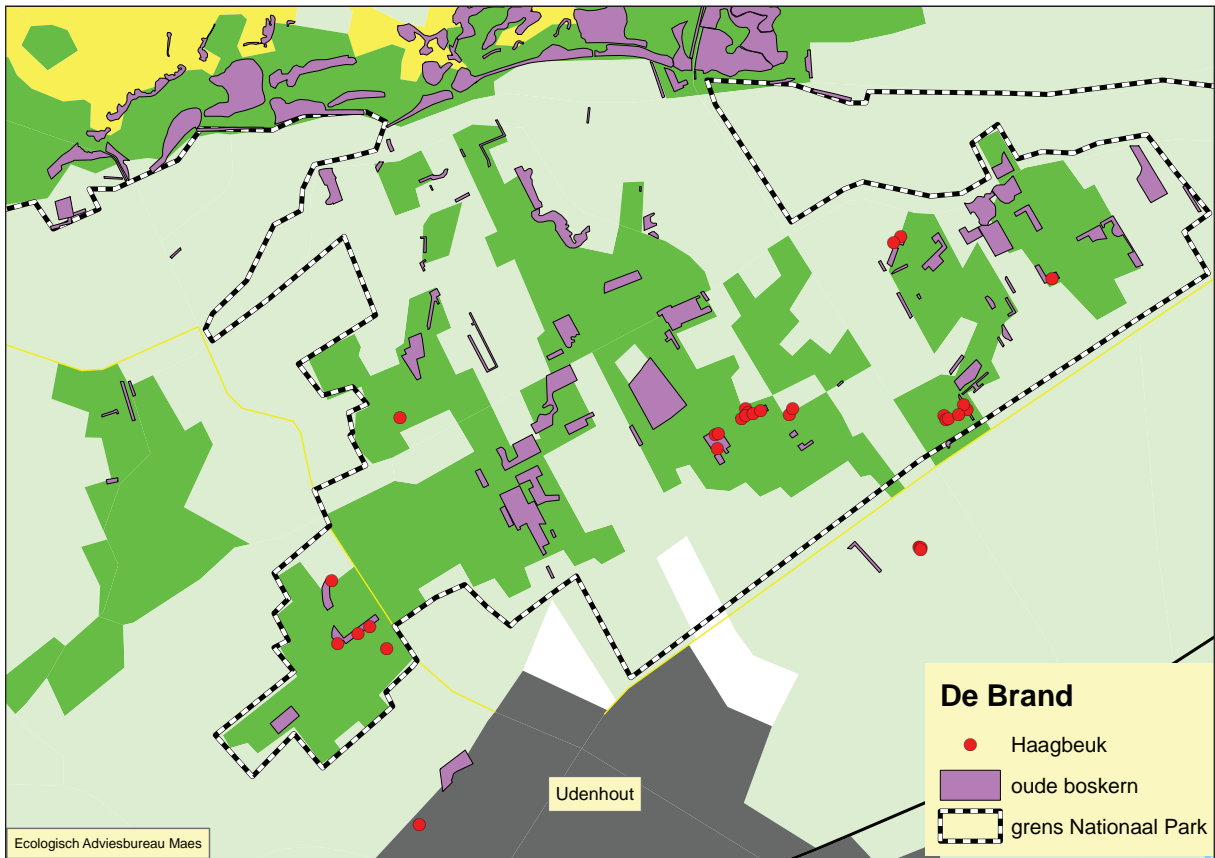 De Brand
Haagbeuk
oude boskern
grens Nationaal Park
Udenhout
Ecologisch Adviesbureau Maes